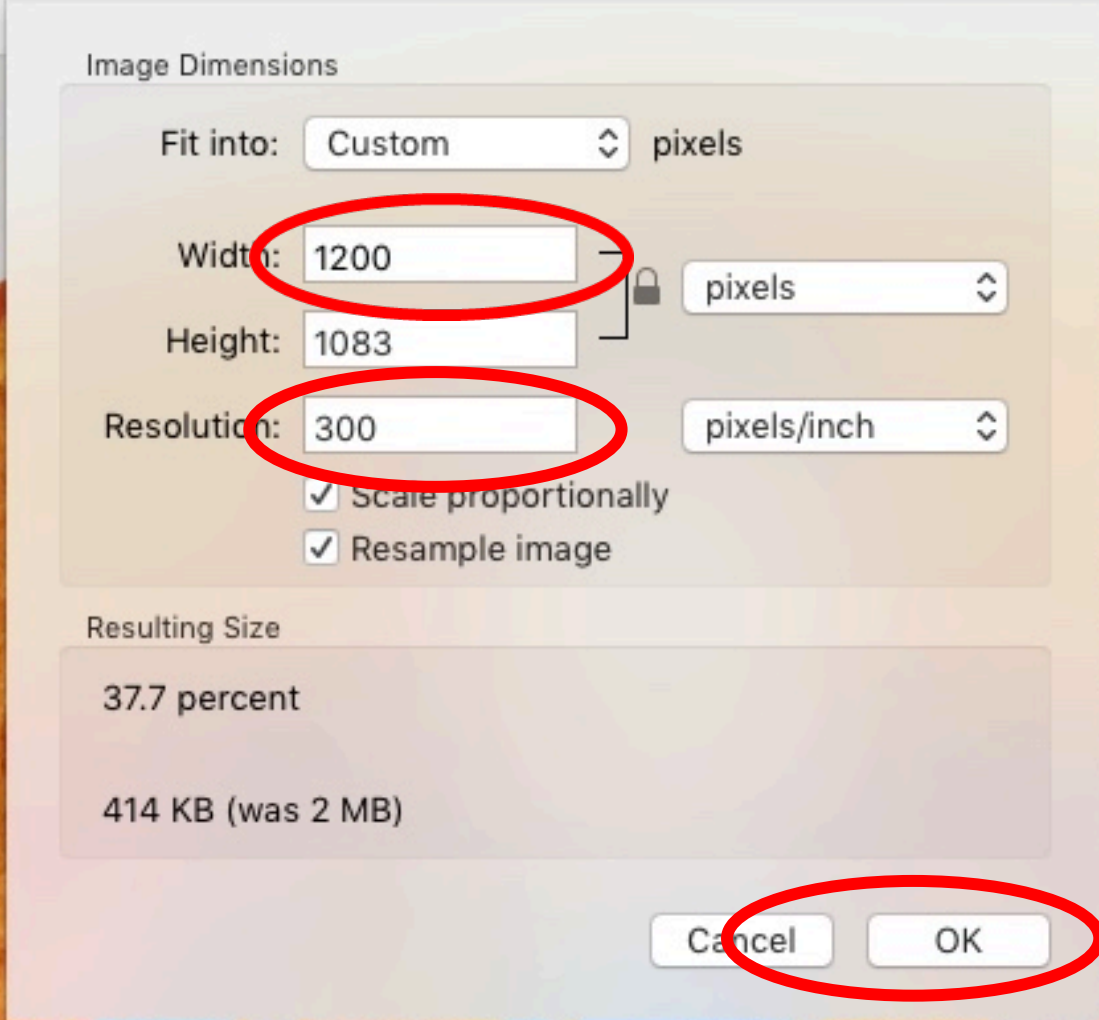 Image Dimensions
Fit into: Custom pixels
Width: 1200
pixels
Height: 1083
Resolution: 300 pixels/inch
Scale proportionally
Resample image
Resulting Size
37.7 percent
414 KB (was 2 MB)
Cancel OK